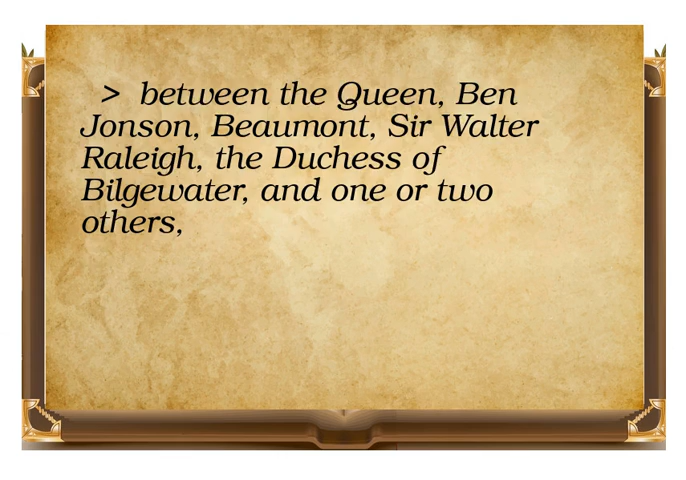 > between the Queen, Ben
Jonson, Beaumont, Sir Walter
Raleigh, the Duchess of
Bilgewater, and one or two
others,